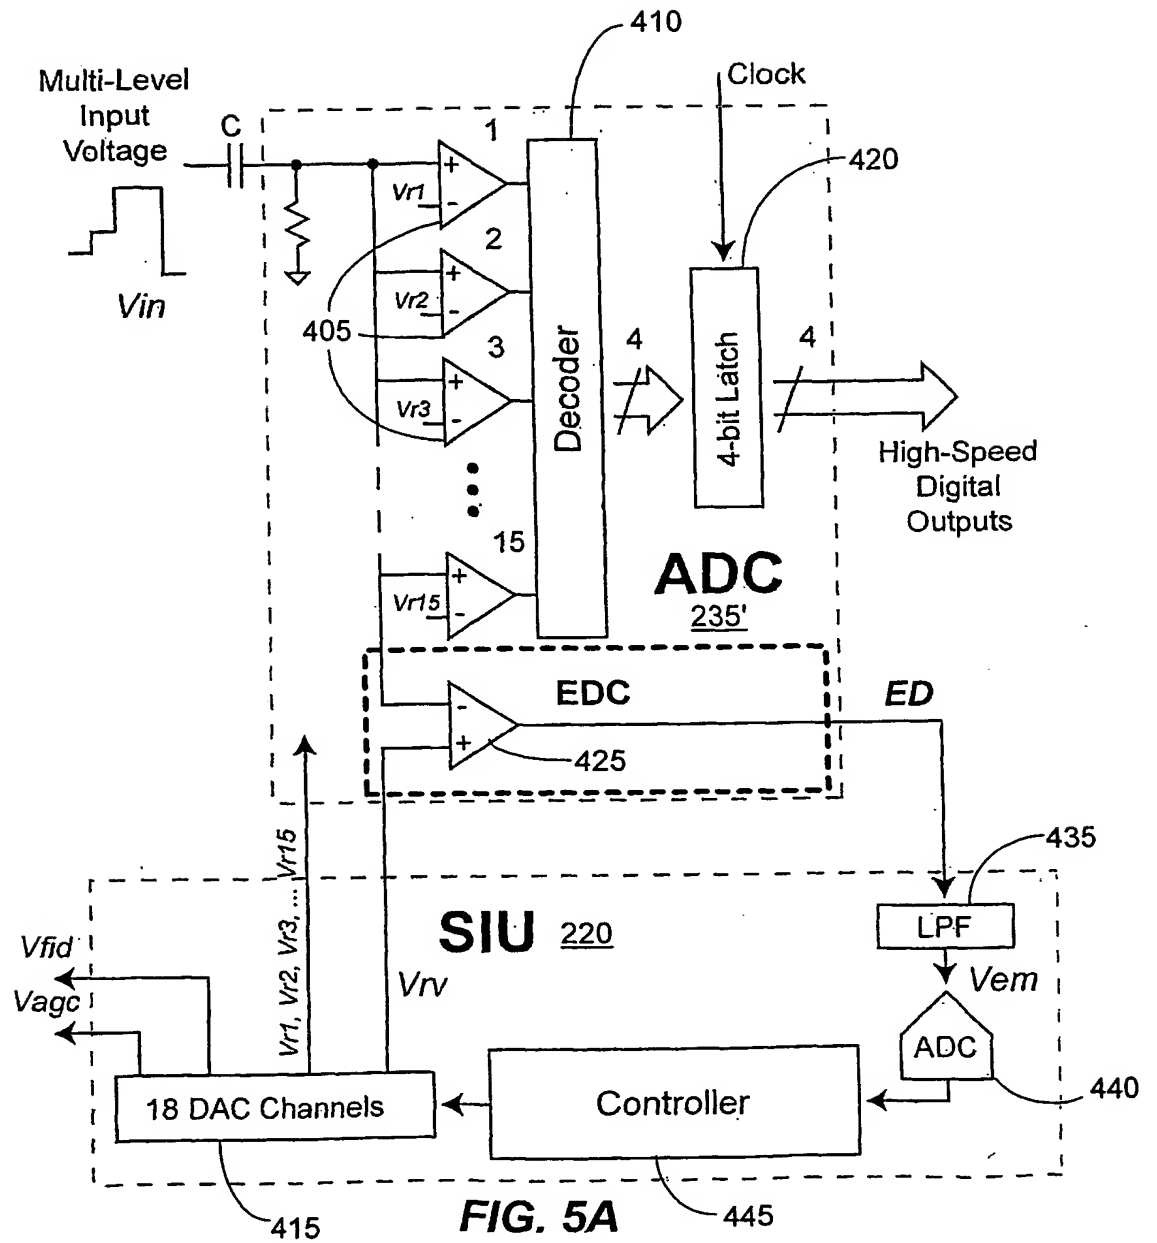 410
Clock
Multi-Level
Input
Voltage
C
1
420
+
Vr1
-
Vin
2
+
Vr2
-
405
3
+
Vr3
-
Decoder
4
4-bit Latch
4
High-Speed
Digital
Outputs
15
+
Vr15
-
ADC
235'
EDC
ED
-
+
425
435
SIU 220
LPF
Vfid
Vagc
Vr1, Vr2, Vr3, ... Vr15
Vrv
Vem
ADC
440
18 DAC Channels
Controller
415
445
FIG. 5A